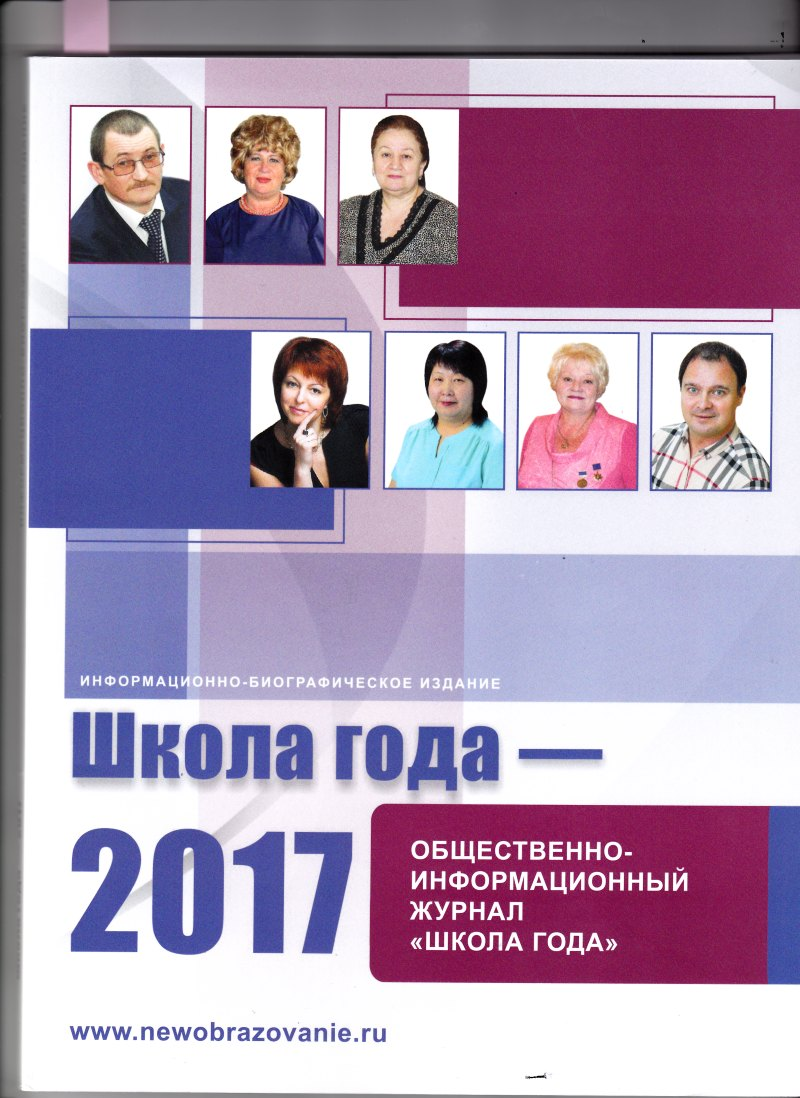 ИНФОРМАЦИОННО-БИОГРАФИЧЕСКОЕ ИЗДАНИЕ
Школа года —
2017
ОБЩЕСТВЕННО-
ИНФОРМАЦИОННЫЙ
ЖУРНАЛ
«ШКОЛА ГОДА»
www.newobrazovanie.ru